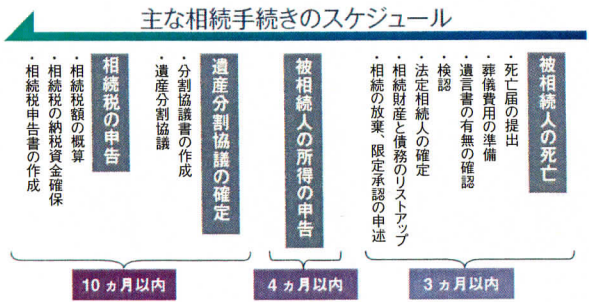 主な相続手続きのスケジュール
被相続人の死亡
・死亡届の提出
・葬儀費用の準備
・遺言書の有無の確認
・検認
・法定相続人の確定
・相続財産と債務のリストアップ
・相続の放棄、限定承認の申述
3ヵ月以内
被相続人の所得の申告
4ヵ月以内
遺産分割協議の確定
・分割協議書の作成
・遺産分割協議
相続税の申告
・相続税額の概算
・相続税の納税資金確保
・相続税申告書の作成
10ヵ月以内